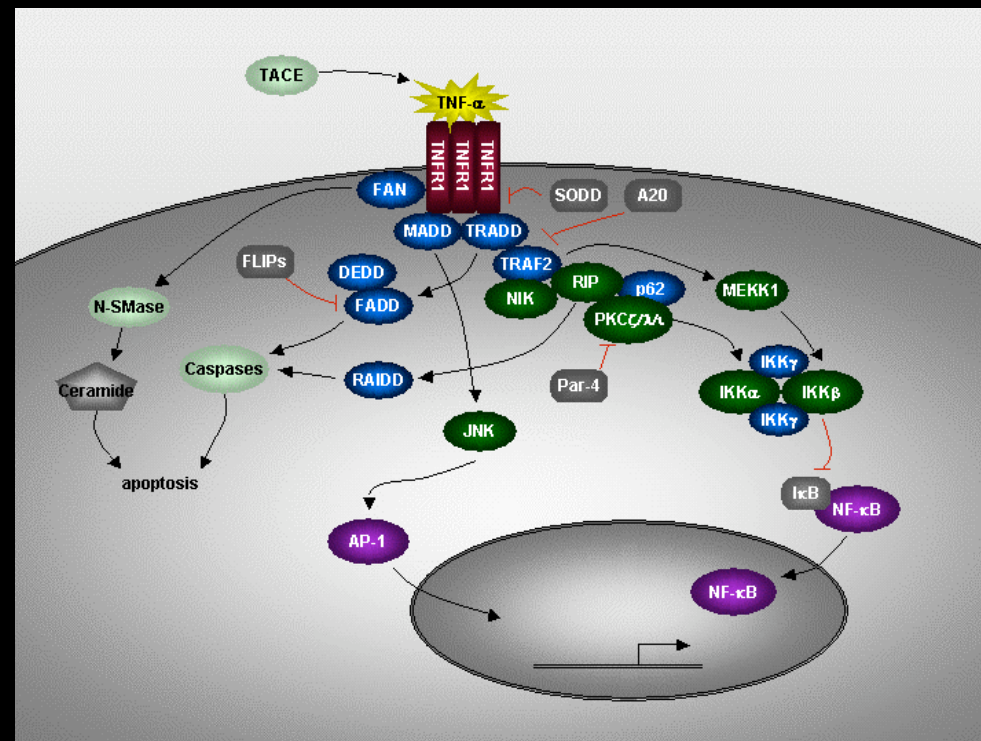 TACE
TNF-α
TNFR1
TNFR1
TNFR1
FAN
SODD
A20
MADD
TRADD
FLIPs
DEDD
TRAF2
RIP
p62
MEKK1
N-SMase
FADD
NIK
PKCζ/λ/ι
Caspases
RAIDD
Par-4
IKKγ
Ceramide
IKKα
IKKβ
IKKγ
JNK
apoptosis
IκB
NF-κB
AP-1
NF-κB